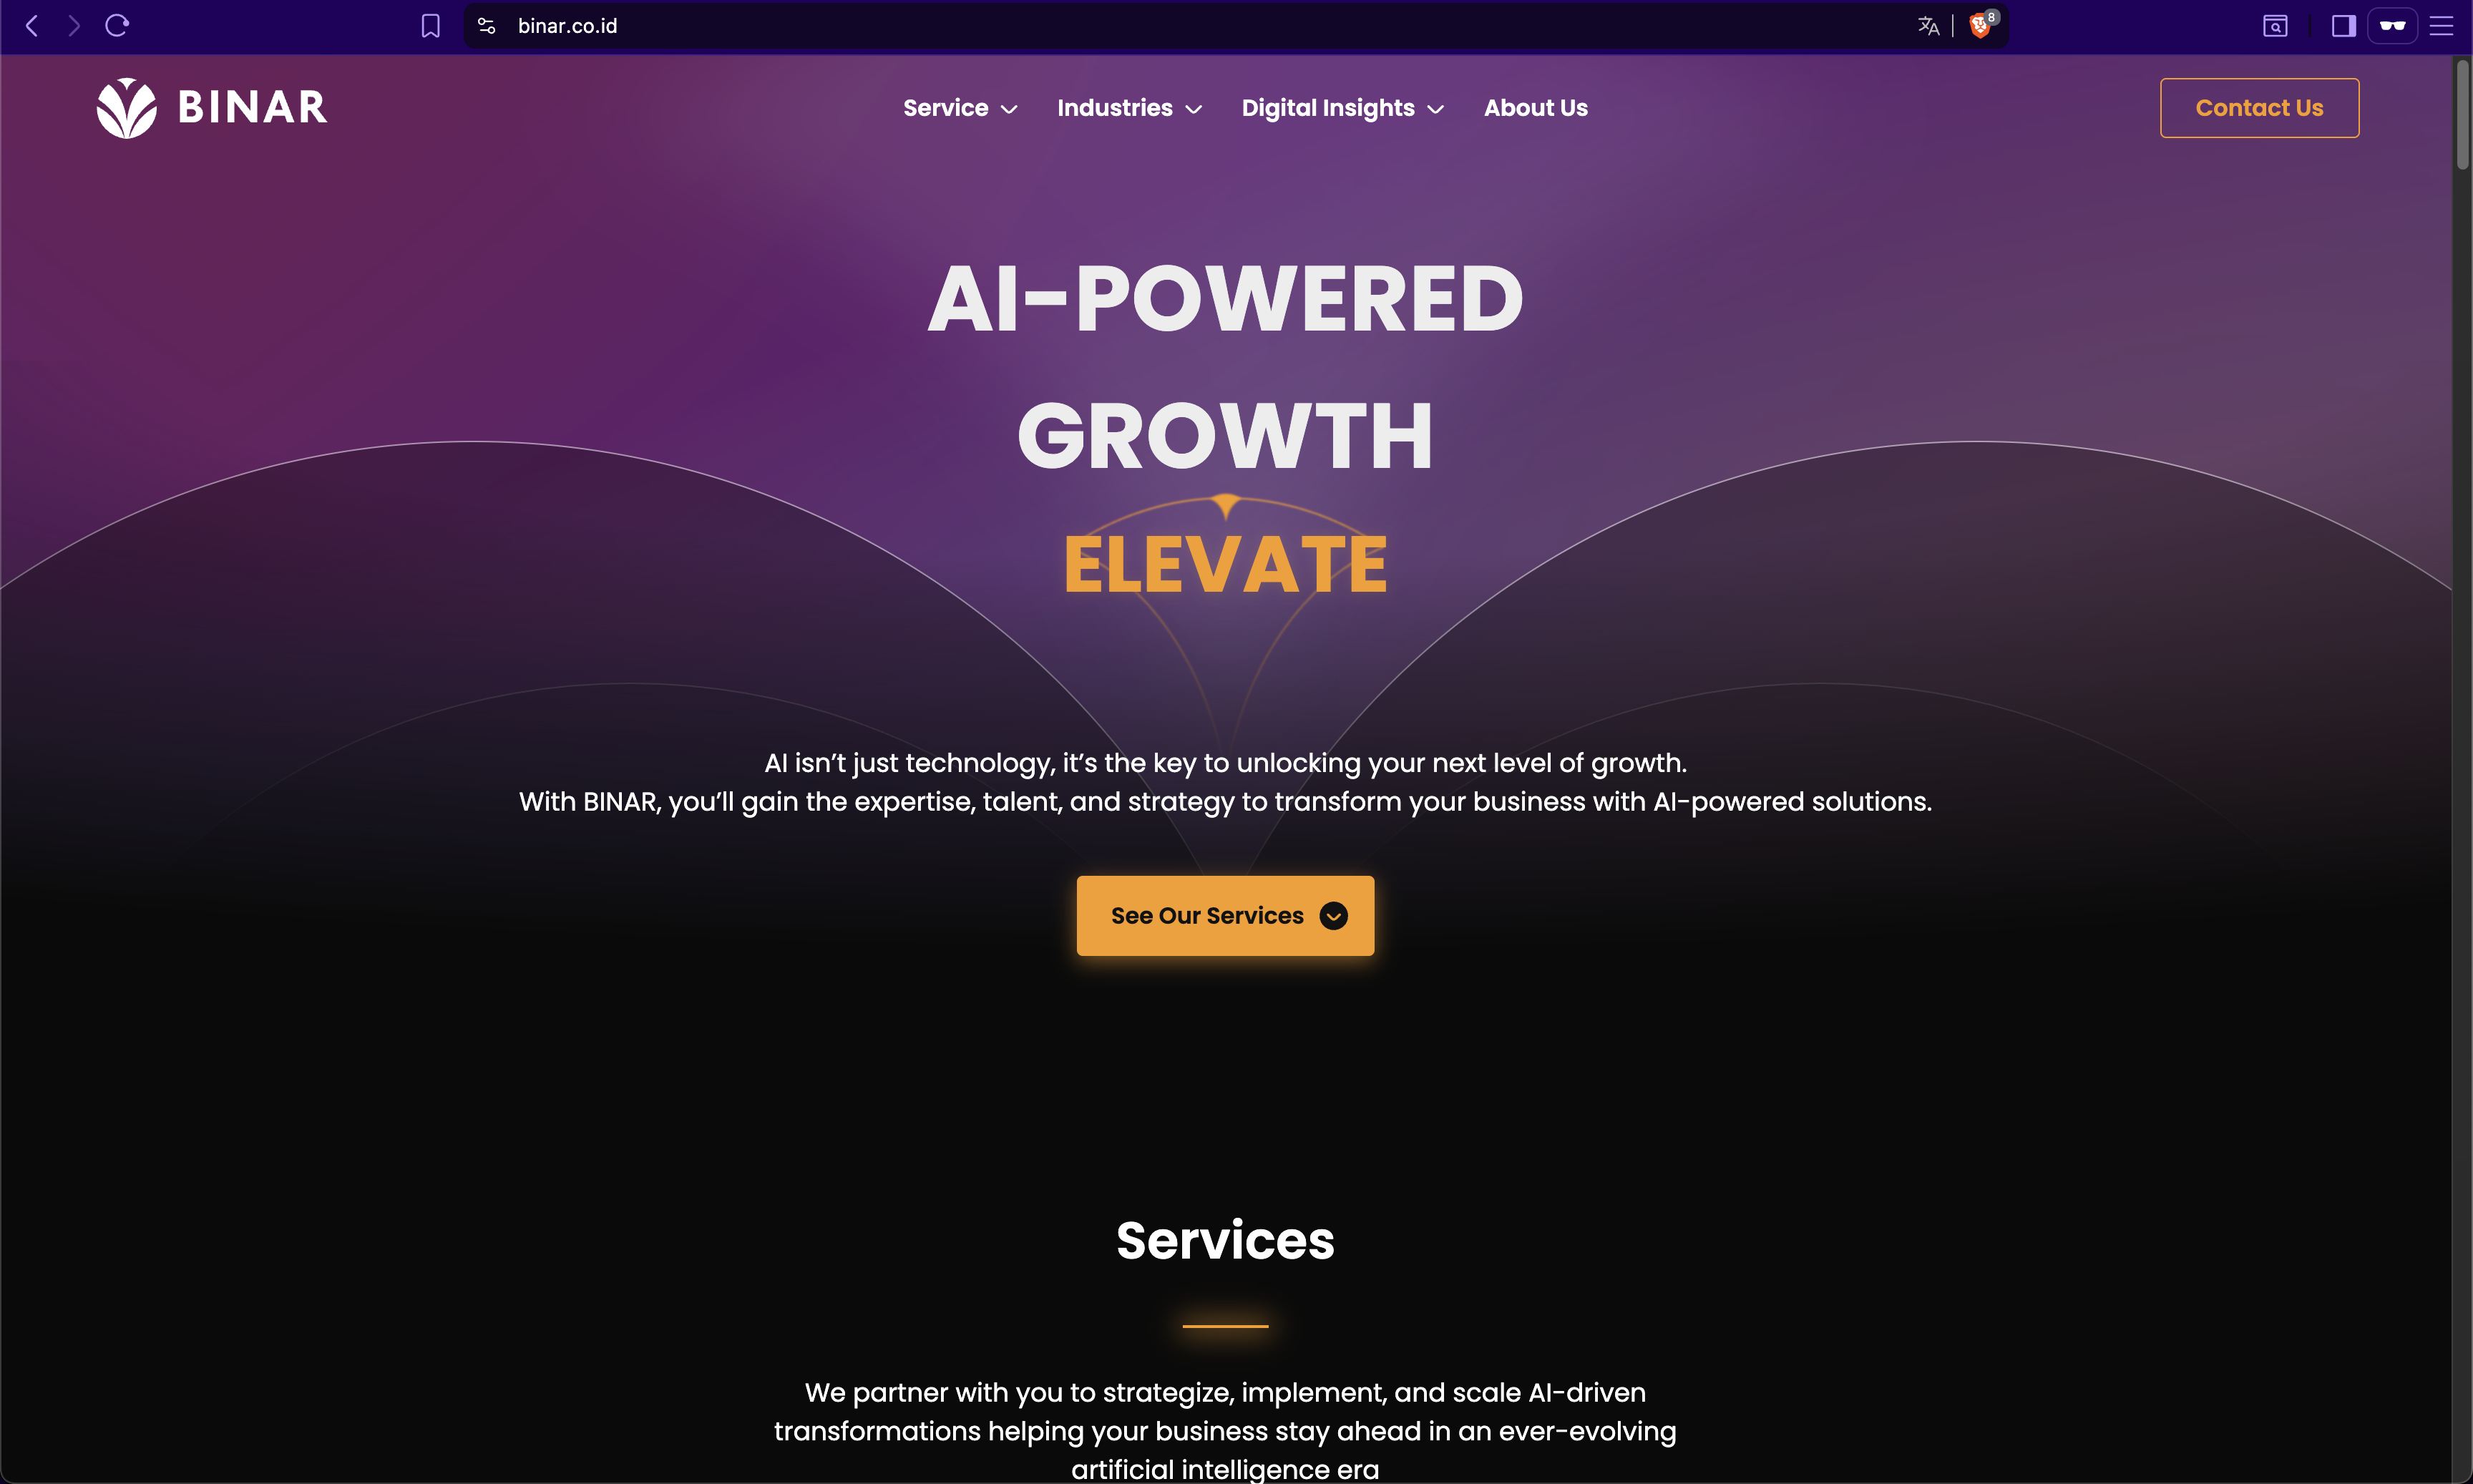 binar.co.id
8
BINAR
Service
Industries
Digital Insights
About Us
Contact Us
AI-POWERED
GROWTH
ELEVATE
AI isn’t just technology, it’s the key to unlocking your next level of growth.
With BINAR, you’ll gain the expertise, talent, and strategy to transform your business with AI-powered solutions.
See Our Services
Services
We partner with you to strategize, implement, and scale AI-driven
transformations helping your business stay ahead in an ever-evolving
artificial intelligence era